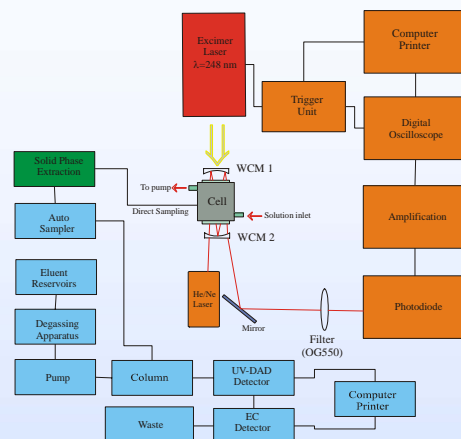 Excimer
Laser
λ=248 nm
Computer
Printer
Trigger
Unit
Digital
Oscilloscope
WCM 1
Solid Phase
Extraction
To pump
Cell
Direct Sampling
Solution inlet
Auto
Sampler
Amplification
WCM 2
Eluent
Reservoirs
He/Ne
Laser
Mirror
Photodiode
Degassing
Apparatus
Filter
(OG550)
Pump
Column
UV-DAD
Detector
Computer
Printer
Waste
EC
Detector